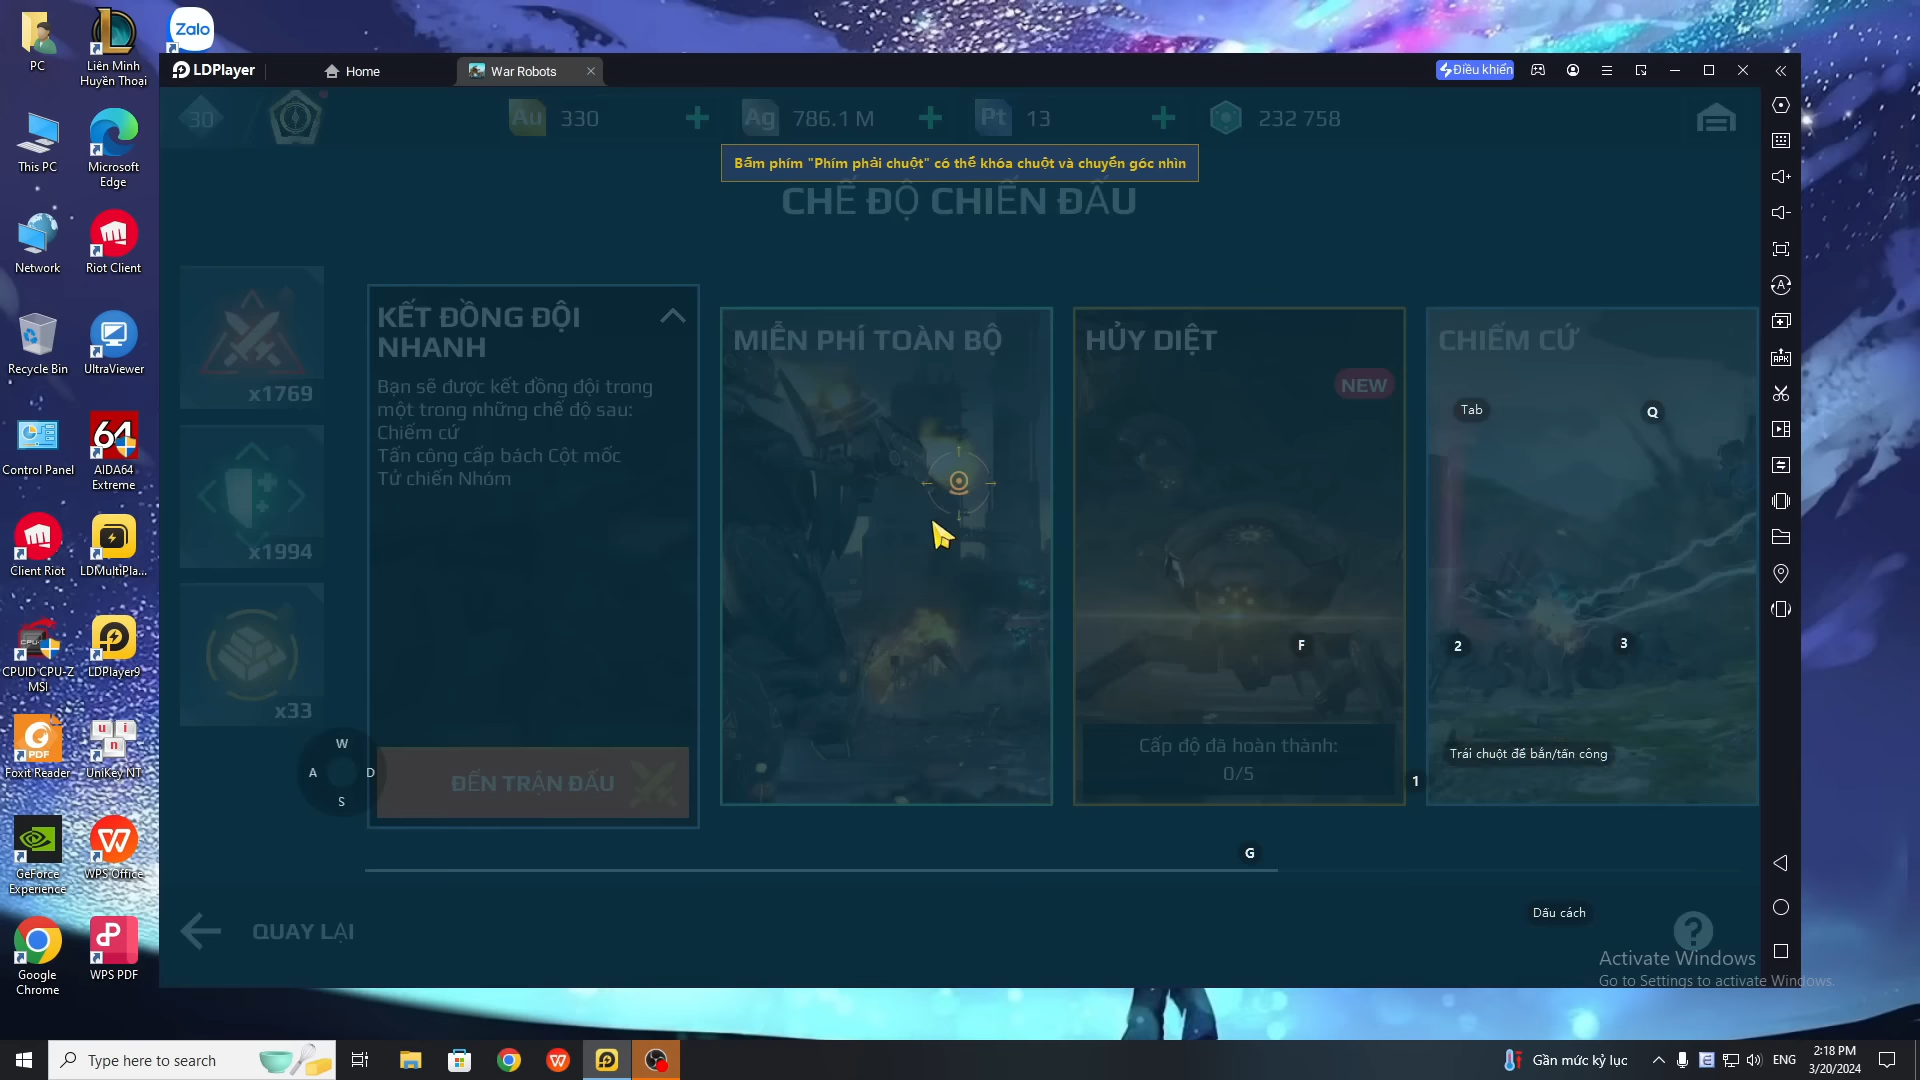 PC
Liên Minh
Huyền Thoại
Zalo
This PC
Microsoft
Edge
Network
Riot Client
Recycle Bin
UltraViewer
Control Panel
64
AIDA64
Extreme
Client Riot
LDMultiPla...
CPUID CPU-Z
MSI
LDPlayer9
PDF
Foxit Reader
UniKey NT
GeForce
Experience
WPS Office
Google
Chrome
WPS PDF
LDPlayer
Home
War Robots
Điều khiển
30
Au
330
Ag
786.1 M
Pt
13
232 758
Bấm phím "Phím phải chuột" có thể khóa chuột và chuyển góc nhìn
CHẾ ĐỘ CHIẾN ĐẤU
x1769
x1994
x33
KẾT ĐỒNG ĐỘI
NHANH
Bạn sẽ được kết đồng đội trong
một trong những chế độ sau:
Chiếm cứ
Tấn công cấp bách Cột mốc
Tử chiến Nhóm
ĐẾN TRẬN ĐẤU
W
A
D
S
MIỄN PHÍ TOÀN BỘ
HỦY DIỆT
NEW
F
Cấp độ đã hoàn thành:
0/5
CHIẾM CỨ
Tab
Q
2
3
Trái chuột để bắn/tấn công
1
G
Dấu cách
QUAY LẠI
?
APK
Activate Windows
Go to Settings to activate Windows.
Type here to search
Gần mức kỷ lục
ENG
2:18 PM
3/20/2024